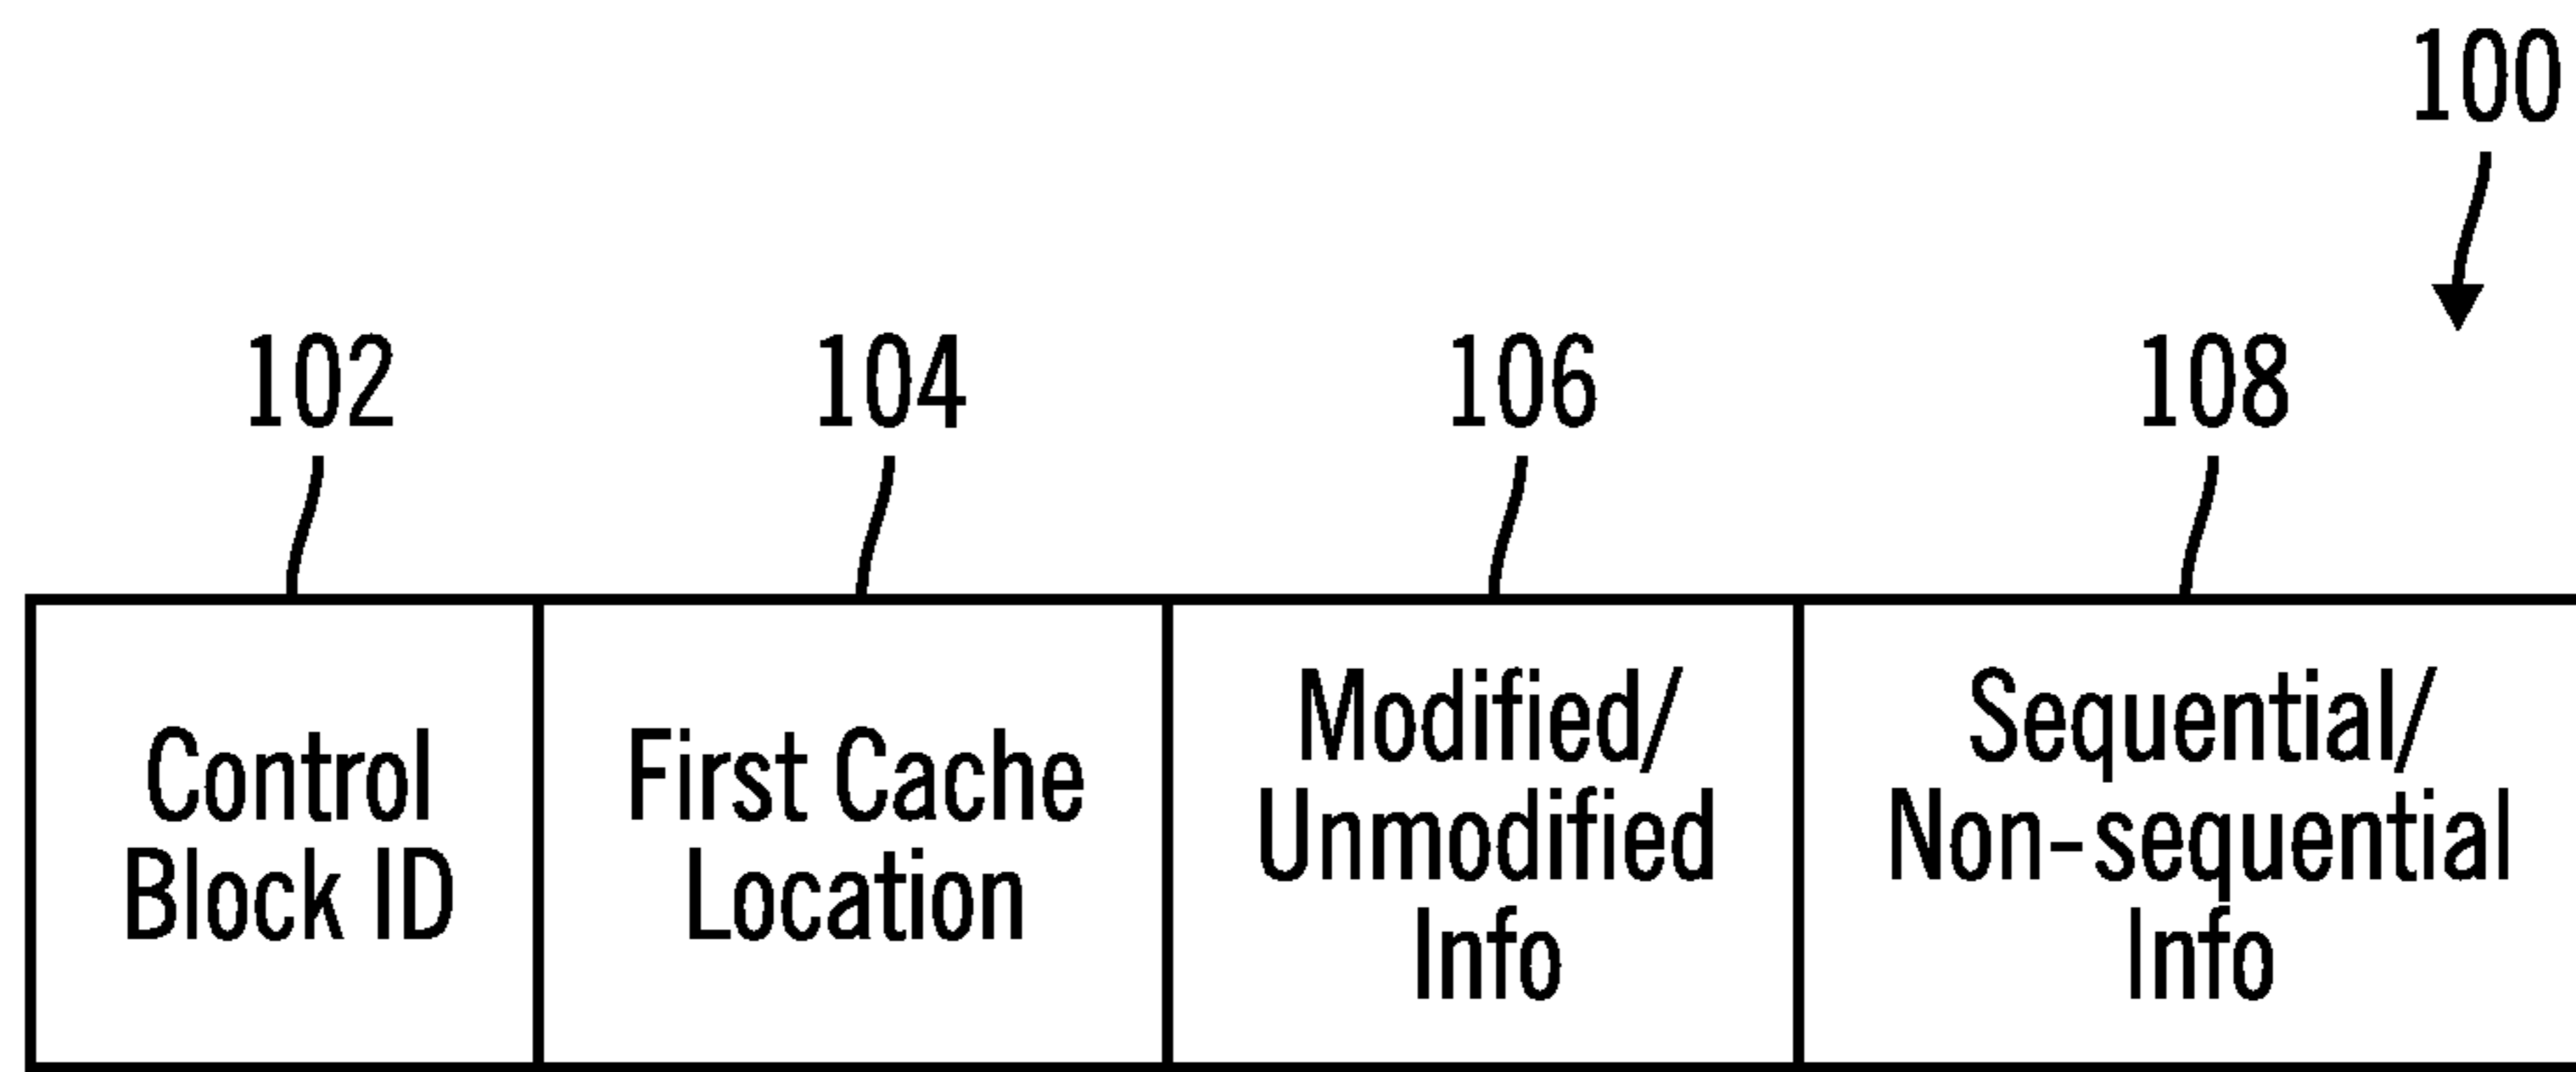 100
102
104
106
108
Control
Block ID
First Cache
Location
Modified/
Unmodified
Info
Sequential/
Non-sequential
Info